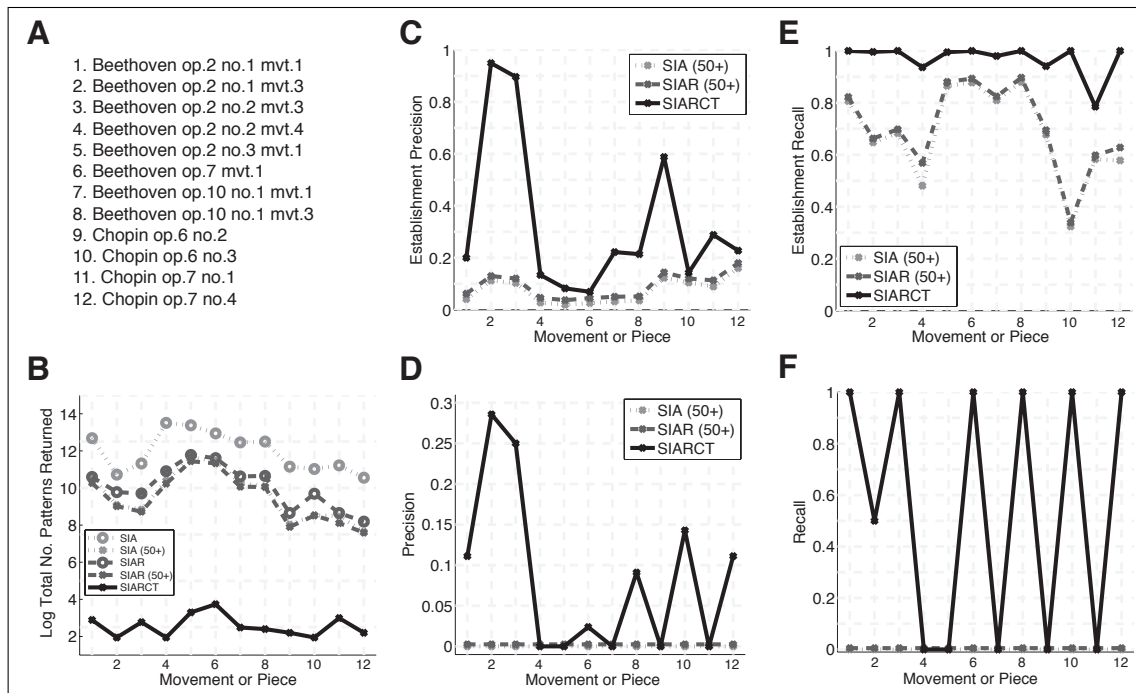 A
1. Beethoven op.2 no.1 mvt.1
2. Beethoven op.2 no.1 mvt.3
3. Beethoven op.2 no.2 mvt.3
4. Beethoven op.2 no.2 mvt.4
5. Beethoven op.2 no.3 mvt.1
6. Beethoven op.7 mvt.1
7. Beethoven op.10 no.1 mvt.1
8. Beethoven op.10 no.1 mvt.3
9. Chopin op.6 no.2
10. Chopin op.6 no.3
11. Chopin op.7 no.1
12. Chopin op.7 no.4
B
Log Total No. Patterns Returned
14
12
10
8
6
4
2
SIA
SIA (50+)
SIAR
SIAR (50+)
SIARCT
2 4 6 8 10 12
Movement or Piece
C
Establishment Precision
1
0.8
0.6
0.4
0.2
0
SIA (50+)
SIAR (50+)
SIARCT
2 4 6 8 10 12
Movement or Piece
D
Precision
0.3
0.25
0.2
0.15
0.1
0.05
0
SIA (50+)
SIAR (50+)
SIARCT
2 4 6 8 10 12
Movement or Piece
E
Establishment Recall
1
0.8
0.6
0.4
0.2
0
SIA (50+)
SIAR (50+)
SIARCT
2 4 6 8 10 12
Movement or Piece
F
Recall
1
0.8
0.6
0.4
0.2
0
SIA (50+)
SIAR (50+)
SIARCT
2 4 6 8 10 12
Movement or Piece